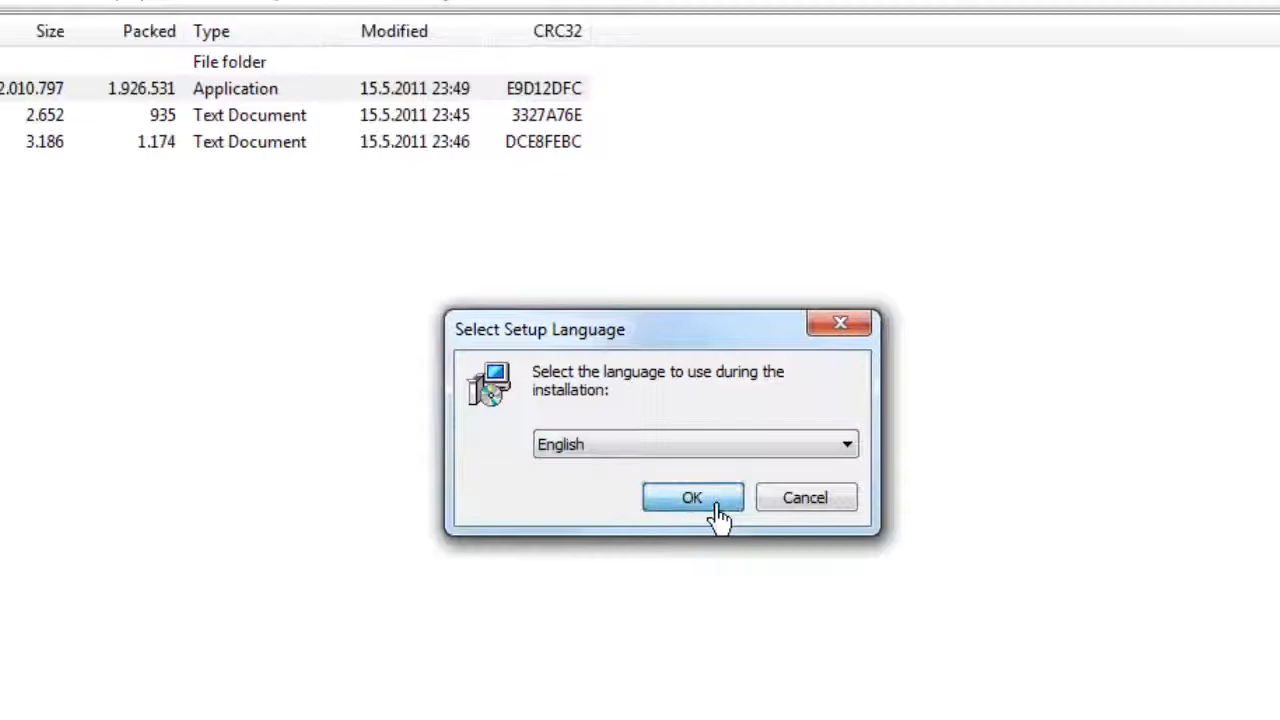 Size Packed Type Modified CRC32
File folder
2.010.797 1.926.531 Application 15.5.2011 23:49 E9D12DFC
2.652 935 Text Document 15.5.2011 23:45 3327A76E
3.186 1.174 Text Document 15.5.2011 23:46 DCE8FEBC
Select Setup Language
Select the language to use during the
installation:
English
OK Cancel